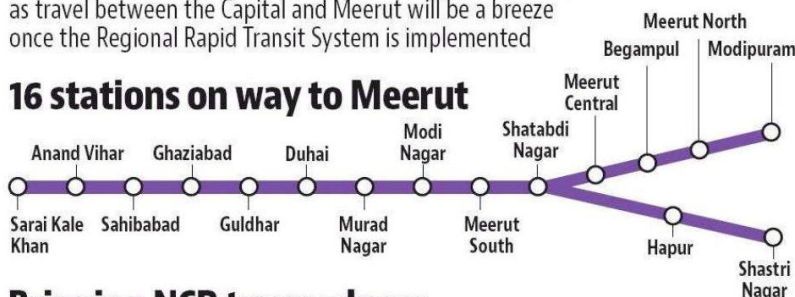 as travel between the Capital and Meerut will be a breeze
once the Regional Rapid Transit System is implemented
16 stations on way to Meerut
Meerut North
Begampul
Modipuram
Meerut
Central
Anand Vihar
Ghaziabad
Duhai
Modi
Nagar
Shatabdi
Nagar
Sarai Kale
Khan
Sahibabad
Guldhar
Murad
Nagar
Meerut
South
Hapur
Shastri
Nagar